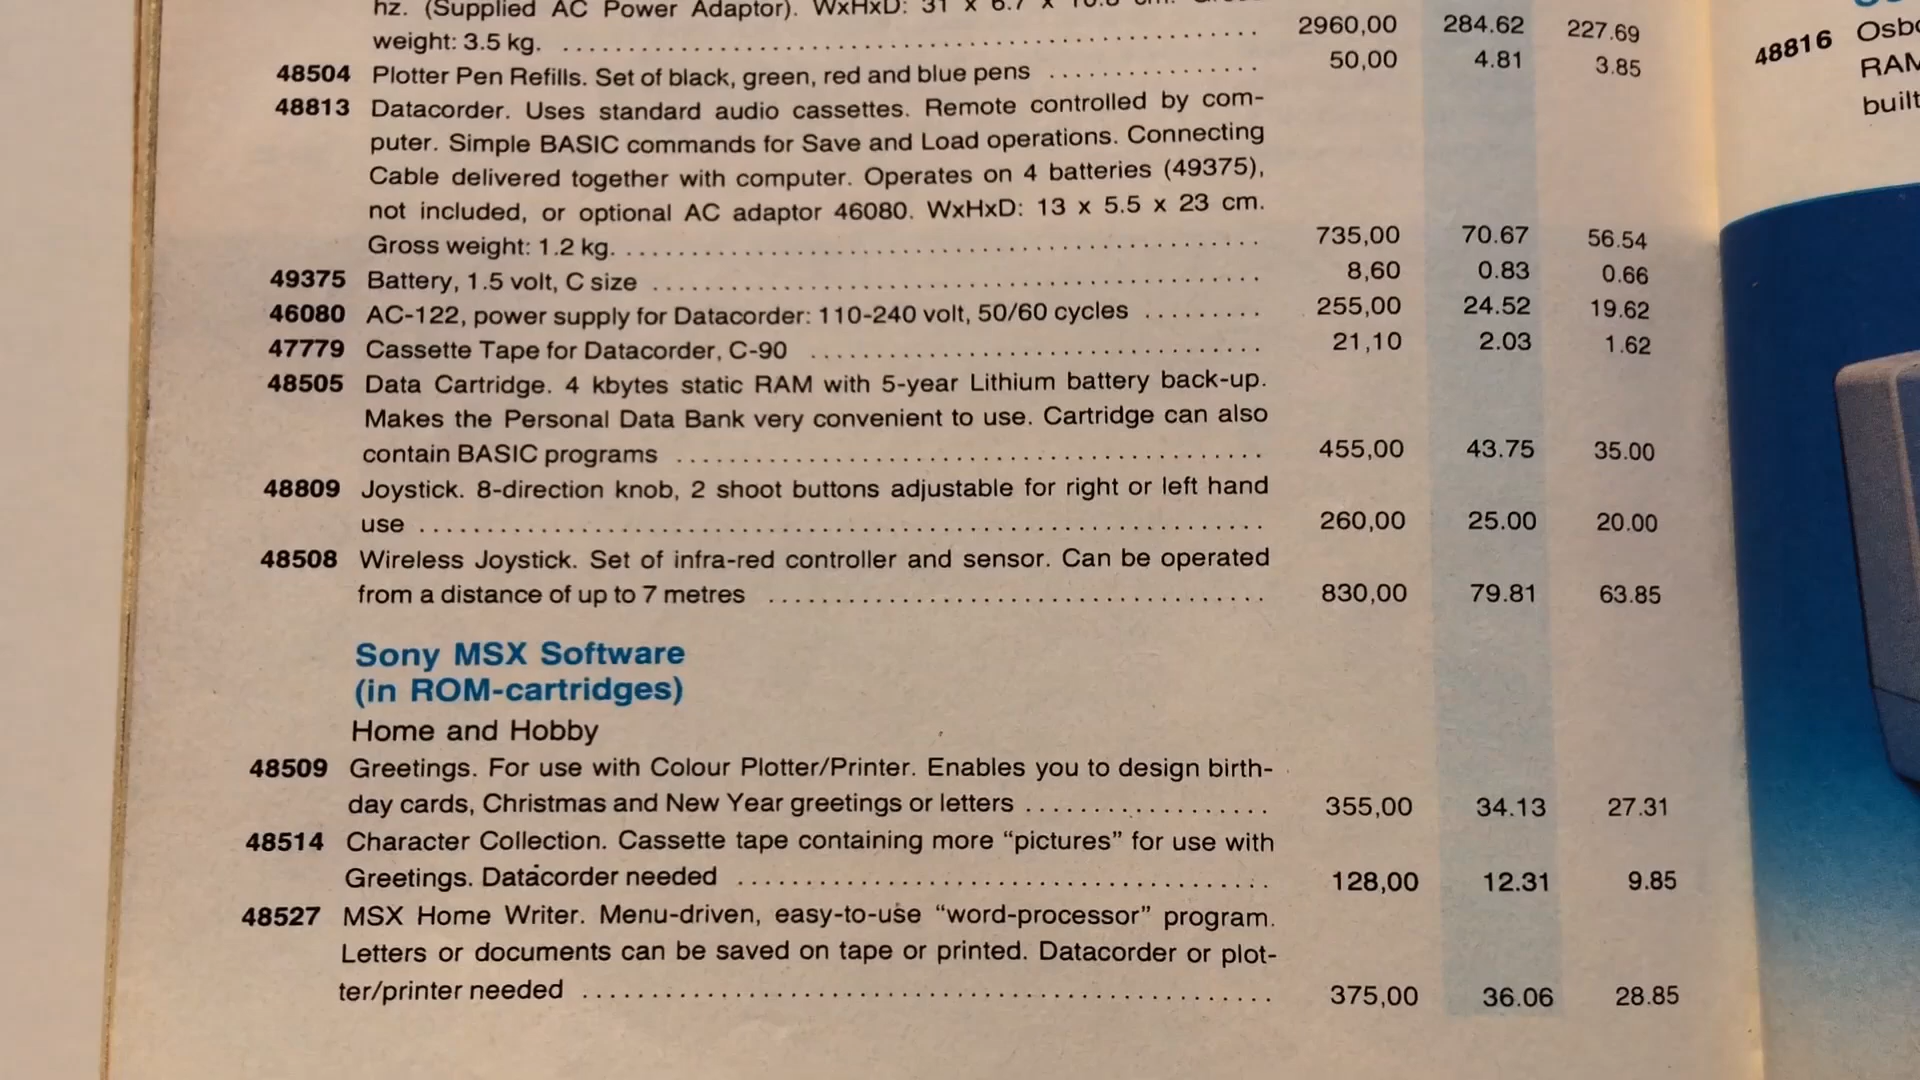 hz. (Supplied AC Power Adaptor). WxHxD: 31 x 6.7 x
weight: 3.5 kg. 2960,00 284.62 227.69
48504 Plotter Pen Refills. Set of black, green, red and blue pens 50,00 4.81 3.85
48813 Datacorder. Uses standard audio cassettes. Remote controlled by com-
puter. Simple BASIC commands for Save and Load operations. Connecting
Cable delivered together with computer. Operates on 4 batteries (49375),
not included, or optional AC adaptor 46080. WxHxD: 13 x 5.5 x 23 cm.
Gross weight: 1.2 kg. 735,00 70.67 56.54
49375 Battery, 1.5 volt, C size 8,60 0.83 0.66
46080 AC-122, power supply for Datacorder: 110-240 volt, 50/60 cycles 255,00 24.52 19.62
47779 Cassette Tape for Datacorder, C-90 21,10 2.03 1.62
48505 Data Cartridge. 4 kbytes static RAM with 5-year Lithium battery back-up.
Makes the Personal Data Bank very convenient to use. Cartridge can also
contain BASIC programs 455,00 43.75 35.00
48809 Joystick. 8-direction knob, 2 shoot buttons adjustable for right or left hand
use 260,00 25.00 20.00
48508 Wireless Joystick. Set of infra-red controller and sensor. Can be operated
from a distance of up to 7 metres 830,00 79.81 63.85
Sony MSX Software
(in ROM-cartridges)
Home and Hobby
48509 Greetings. For use with Colour Plotter/Printer. Enables you to design birth-
day cards, Christmas and New Year greetings or letters 355,00 34.13 27.31
48514 Character Collection. Cassette tape containing more “pictures” for use with
Greetings. Datacorder needed 128,00 12.31 9.85
48527 MSX Home Writer. Menu-driven, easy-to-use “word-processor” program.
Letters or documents can be saved on tape or printed. Datacorder or plot-
ter/printer needed 375,00 36.06 28.85
48816 Osbo
RAM
built